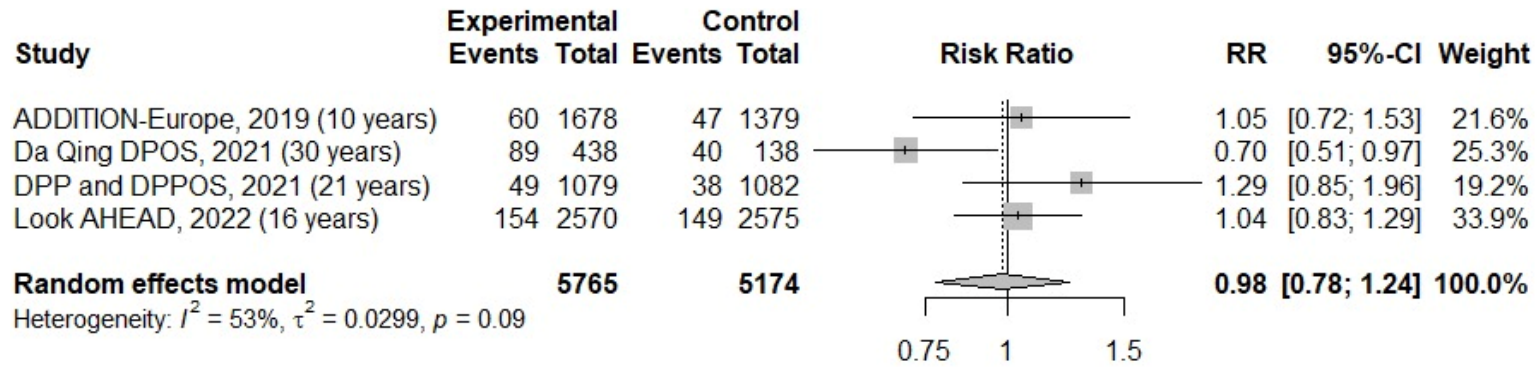 Experimental Control
Study Events Total Events Total Risk Ratio RR 95%-CI Weight
ADDITION-Europe, 2019 (10 years) 60 1678 47 1379 1.05 [0.72; 1.53] 21.6%
Da Qing DPOS, 2021 (30 years) 89 438 40 138 0.70 [0.51; 0.97] 25.3%
DPP and DPPOS, 2021 (21 years) 49 1079 38 1082 1.29 [0.85; 1.96] 19.2%
Look AHEAD, 2022 (16 years) 154 2570 149 2575 1.04 [0.83; 1.29] 33.9%
Random effects model 5765 5174 0.98 [0.78; 1.24] 100.0%
Heterogeneity: I² = 53%, τ² = 0.0299, p = 0.09
0.75 1 1.5